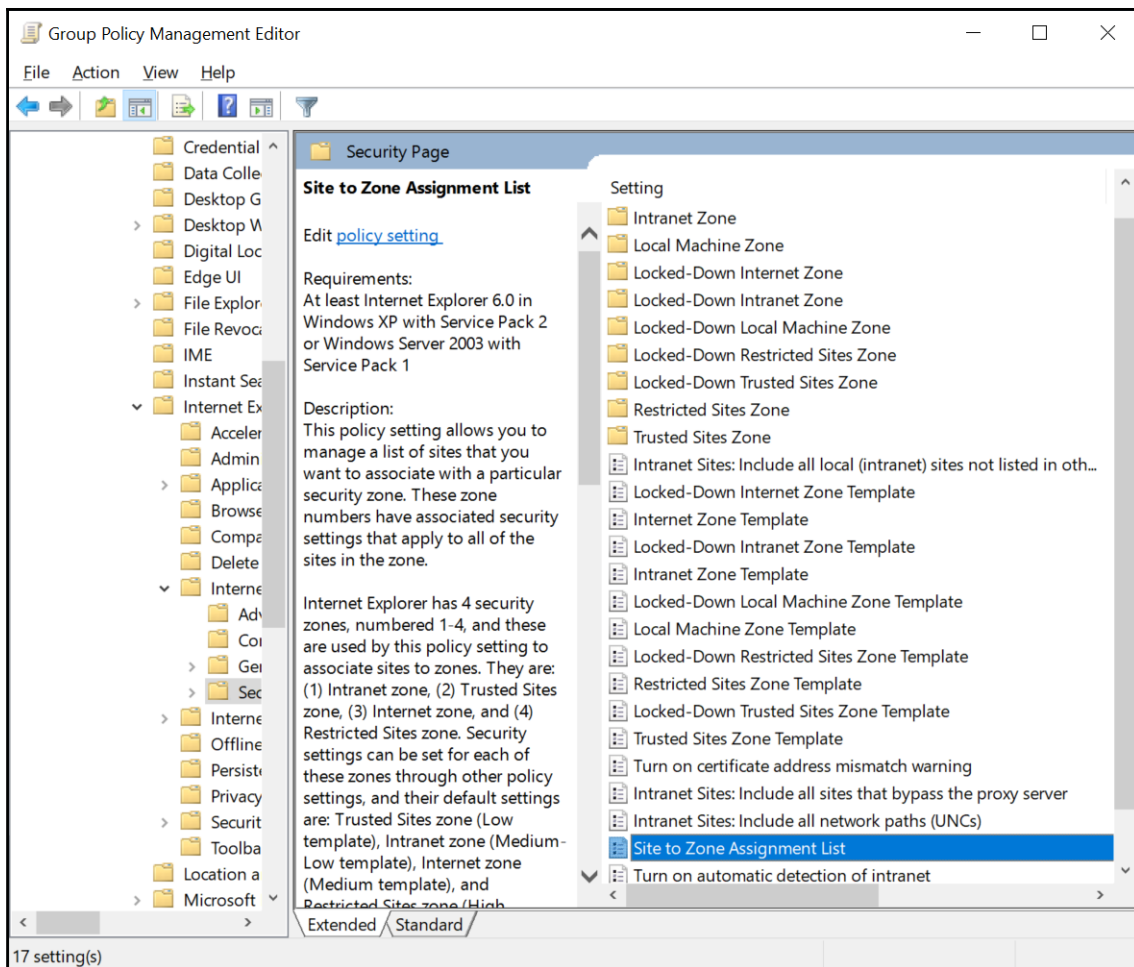 Group Policy Management Editor
File Action View Help
Credential
Data Colle
Desktop G
Desktop W
Digital Loc
Edge UI
File Explor
File Revoca
IME
Instant Sea
Internet Ex
Acceler
Admin
Applica
Browse
Compa
Delete
Interne
Adv
Cor
Ger
Sec
Interne
Offline
Persiste
Privacy
Securit
Toolba
Location a
Microsoft
Security Page
Site to Zone Assignment List
Edit policy setting
Requirements:
At least Internet Explorer 6.0 in
Windows XP with Service Pack 2
or Windows Server 2003 with
Service Pack 1
Description:
This policy setting allows you to
manage a list of sites that you
want to associate with a particular
security zone. These zone
numbers have associated security
settings that apply to all of the
sites in the zone.
Internet Explorer has 4 security
zones, numbered 1-4, and these
are used by this policy setting to
associate sites to zones. They are:
(1) Intranet zone, (2) Trusted Sites
zone, (3) Internet zone, and (4)
Restricted Sites zone. Security
settings can be set for each of
these zones through other policy
settings, and their default settings
are: Trusted Sites zone (Low
template), Intranet zone (Medium-
Low template), Internet zone
(Medium template), and
Restricted Sites zone (High
Setting
Intranet Zone
Local Machine Zone
Locked-Down Internet Zone
Locked-Down Intranet Zone
Locked-Down Local Machine Zone
Locked-Down Restricted Sites Zone
Locked-Down Trusted Sites Zone
Restricted Sites Zone
Trusted Sites Zone
Intranet Sites: Include all local (intranet) sites not listed in oth...
Locked-Down Internet Zone Template
Internet Zone Template
Locked-Down Intranet Zone Template
Intranet Zone Template
Locked-Down Local Machine Zone Template
Local Machine Zone Template
Locked-Down Restricted Sites Zone Template
Restricted Sites Zone Template
Locked-Down Trusted Sites Zone Template
Trusted Sites Zone Template
Turn on certificate address mismatch warning
Intranet Sites: Include all sites that bypass the proxy server
Intranet Sites: Include all network paths (UNCs)
Site to Zone Assignment List
Turn on automatic detection of intranet
Extended Standard
17 setting(s)